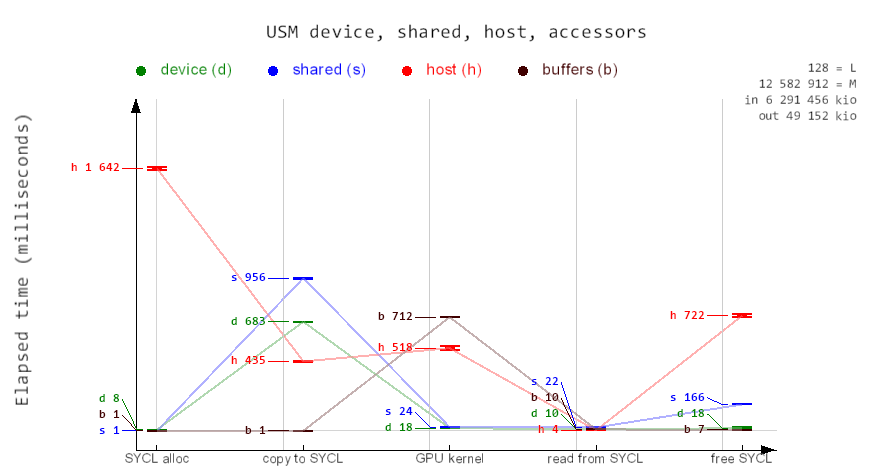 USM device, shared, host, accessors
device (d) shared (s) host (h) buffers (b)
128 = L
12 582 912 = M
in 6 291 456 kio
out 49 152 kio
Elapsed time (milliseconds)
h 1 642
s 956
d 683
h 435
b 712
h 518
h 722
s 22
b 10
d 10
h 4
s 166
d 18
b 7
s 24
d 18
d 8
b 1
s 1
b 1
SYCL alloc copy to SYCL GPU kernel read from SYCL free SYCL